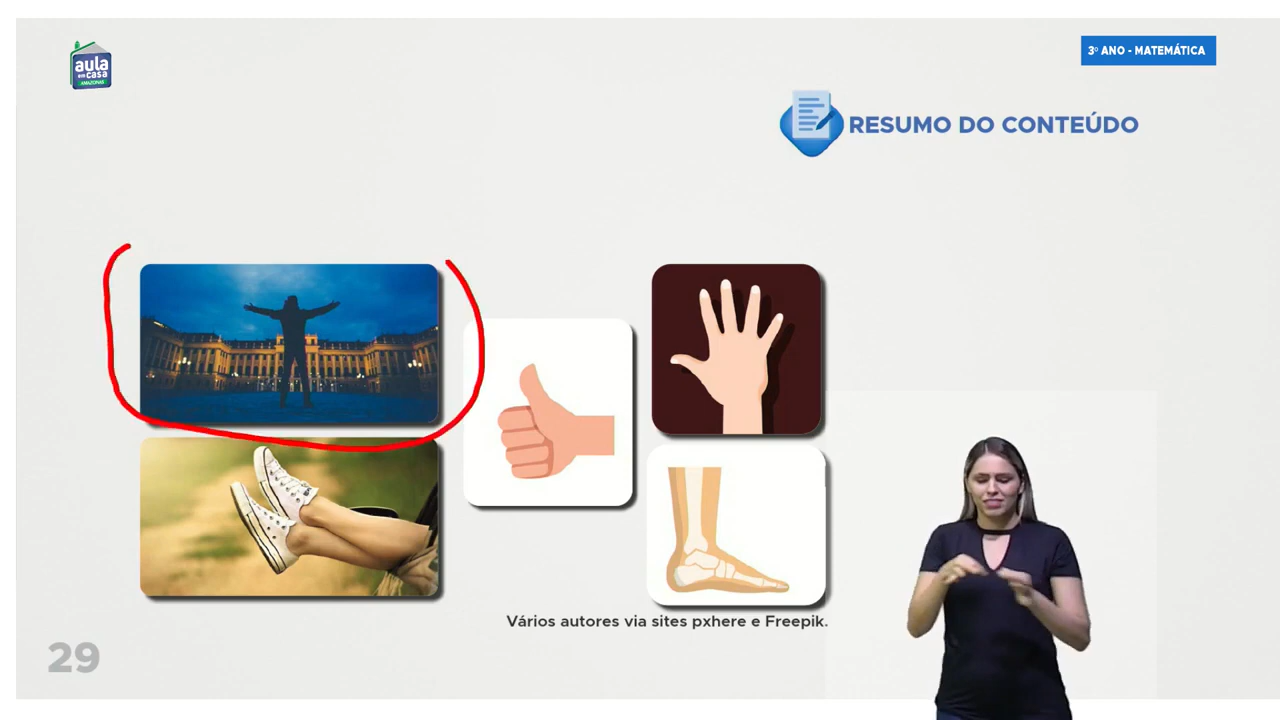 aula
em
casa
AMAZONAS
3º ANO - MATEMÁTICA
RESUMO DO CONTEÚDO
Vários autores via sites pxhere e Freepik.
29